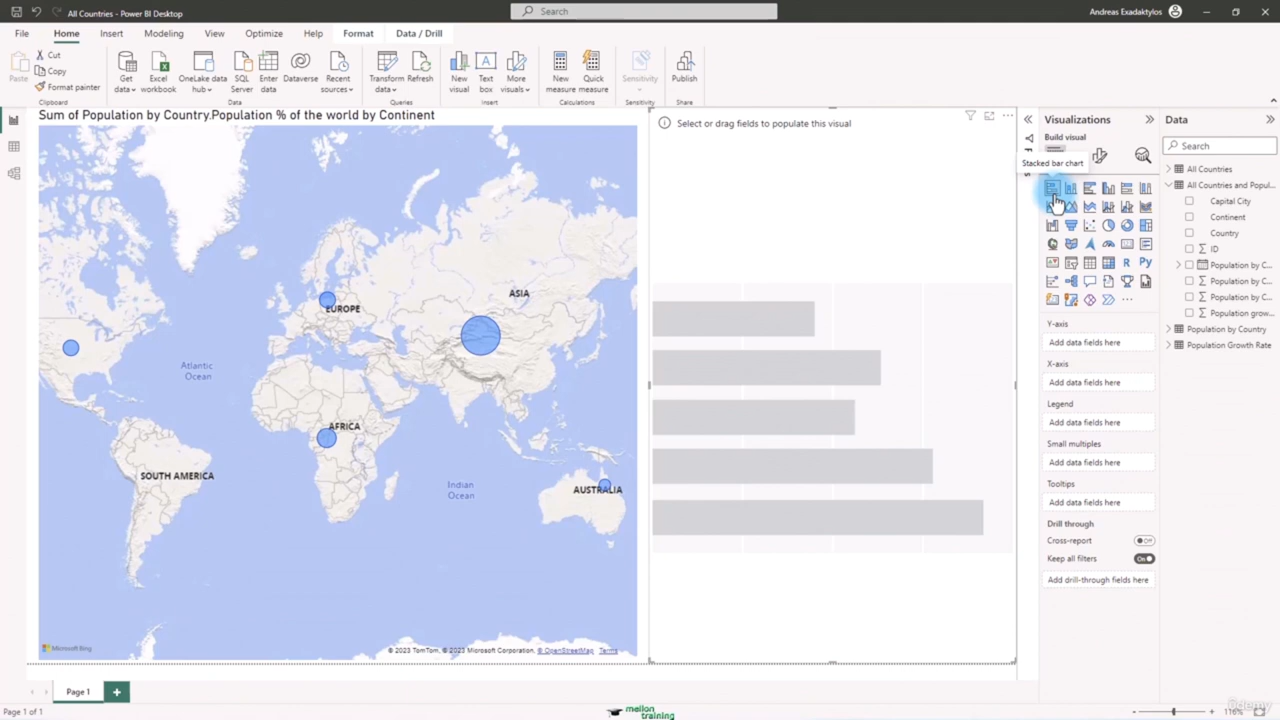 All Countries - Power BI Desktop
Search
Andreas Exadaktylos
File
Home
Insert
Modeling
View
Optimize
Help
Format
Data / Drill
Paste
Cut
Copy
Format painter
Clipboard
Get data
Excel workbook
OneLake data hub
SQL Server
Enter data
Dataverse
Recent sources
Data
Transform data
Refresh
Queries
New visual
Text box
More visuals
Insert
New measure
Quick measure
Calculations
Sensitivity
Sensitivity
Publish
Share
Sum of Population by Country.Population % of the world by Continent
EUROPE
ASIA
Atlantic
Ocean
AFRICA
SOUTH AMERICA
Indian
Ocean
AUSTRALIA
Microsoft Bing
© 2023 TomTom, © 2023 Microsoft Corporation, © OpenStreetMap Terms
Select or drag fields to populate this visual
Visualizations
Build visual
Stacked bar chart
R
Py
Y-axis
Add data fields here
X-axis
Add data fields here
Legend
Add data fields here
Small multiples
Add data fields here
Tooltips
Add data fields here
Drill through
Cross-report
Off
Keep all filters
On
Add drill-through fields here
Data
Search
All Countries
All Countries and Popul...
Capital City
Continent
Country
ID
Population by C...
Population by C...
Population by C...
Population grow...
Population by Country
Population Growth Rate
Page 1
Page 1 of 1
mellon
training
116%
ûdemy